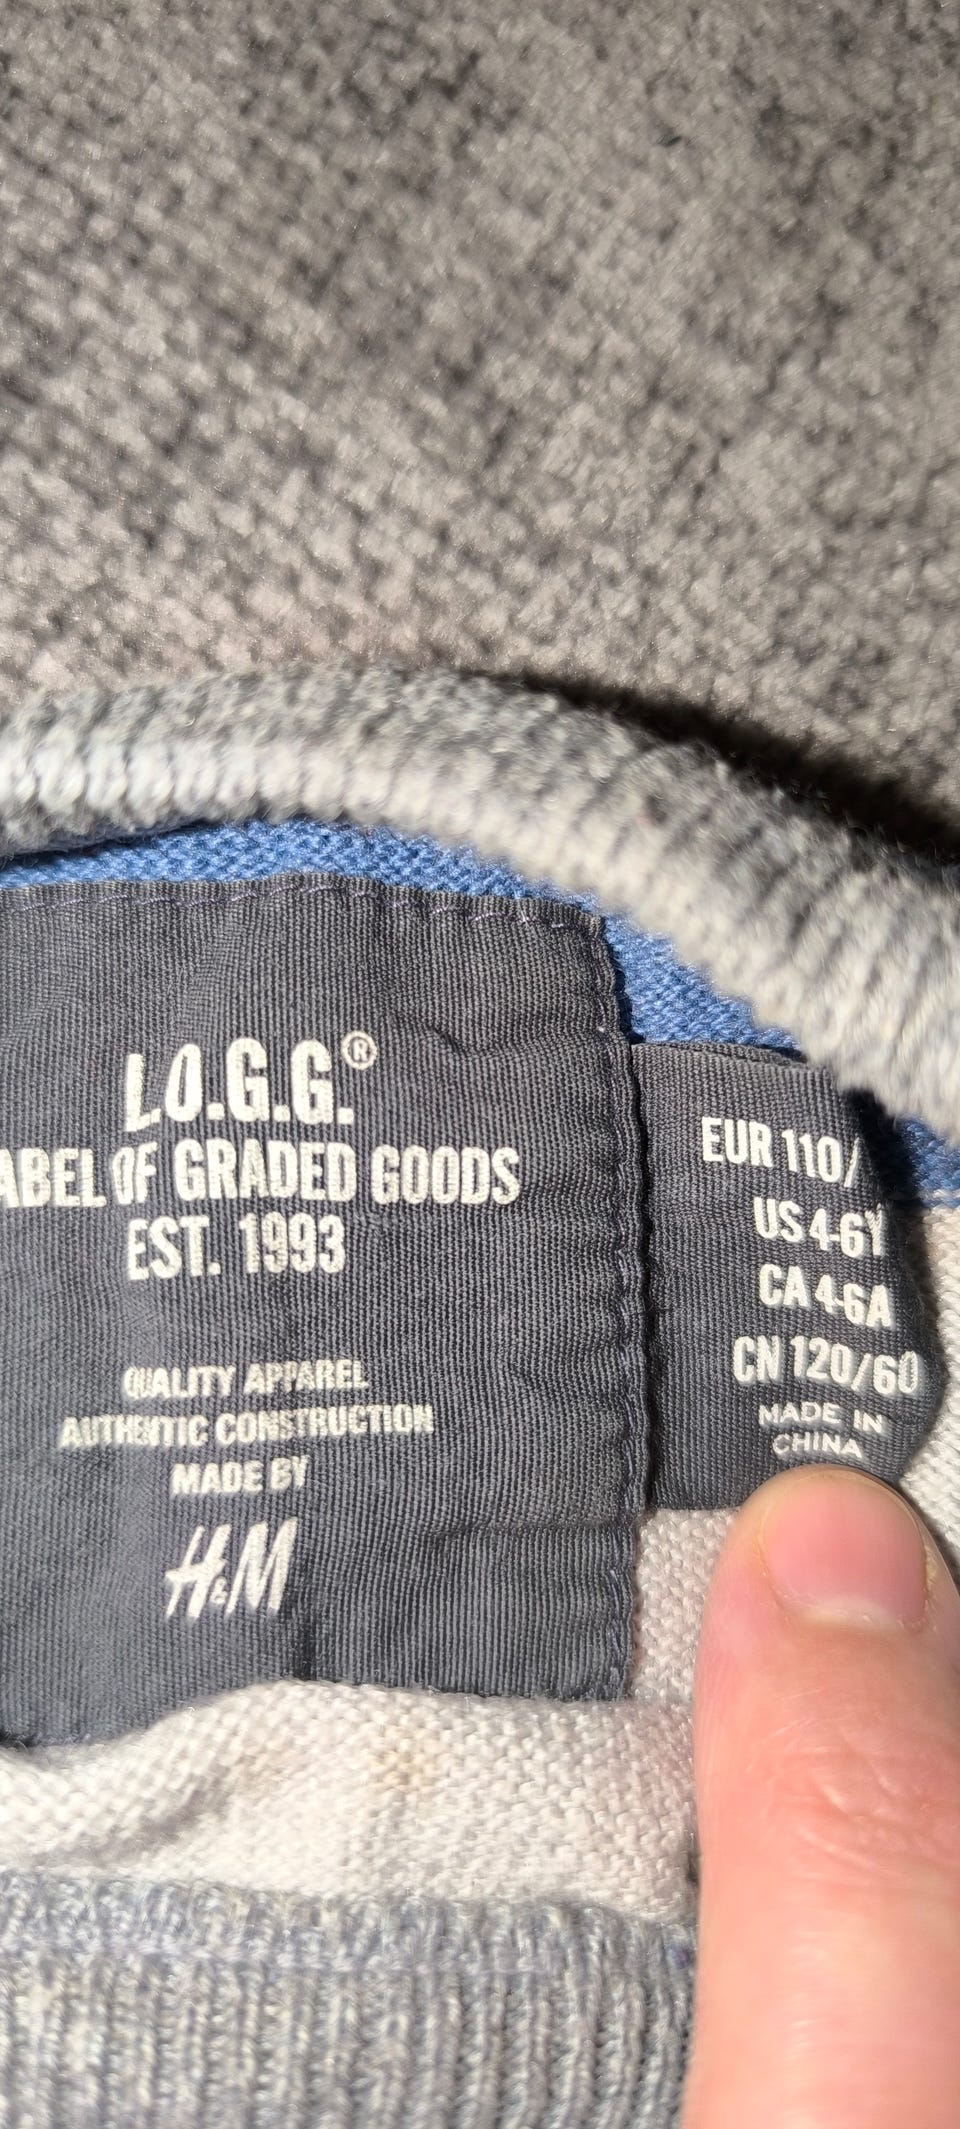 L.O.G.G.®
ABEL OF GRADED GOODS
EST. 1993
QUALITY APPAREL
AUTHENTIC CONSTRUCTION
MADE BY
H&M
EUR 110/
US 4-6Y
CA 4-6A
CN 120/60
MADE IN
CHINA